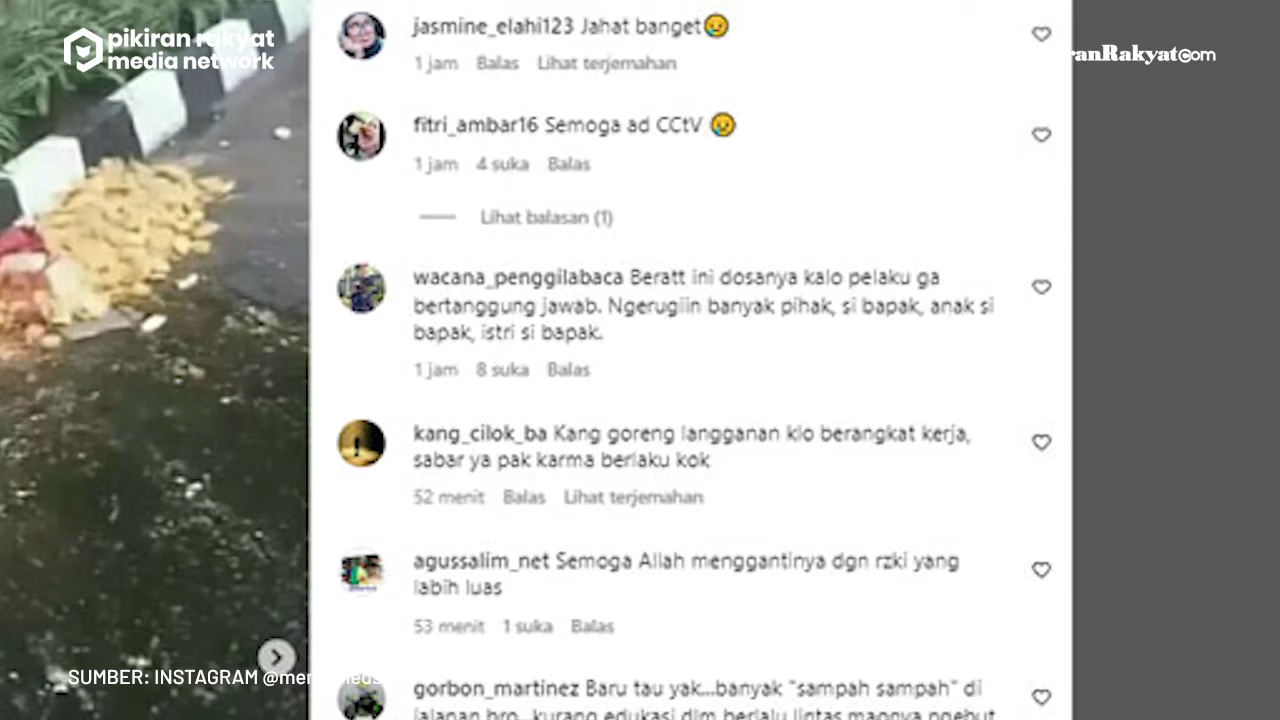 pikiran rakyat
media network
ranRakyat.com
jasmine_elahi123 Jahat banget😢
1 jam Balas Lihat terjemahan
fitri_ambar16 Semoga ad CCtV 😢
1 jam 4 suka Balas
Lihat balasan (1)
wacana_penggilabaca Beratt ini dosanya kalo pelaku ga
bertanggung jawab. Ngerugiin banyak pihak, si bapak, anak si
bapak, istri si bapak.
1 jam 8 suka Balas
kang_cilok_ba Kang goreng langganan klo berangkat kerja,
sabar ya pak karma berlaku kok
52 menit Balas Lihat terjemahan
agussalim_net Semoga Allah menggantinya dgn rzki yang
labih luas
53 menit 1 suka Balas
SUMBER: INSTAGRAM
gorbon_martinez Baru tau yak...banyak "sampah sampah" di
jalanan bro...kurang edukasi dlm berlalu lintas maonya ngebut